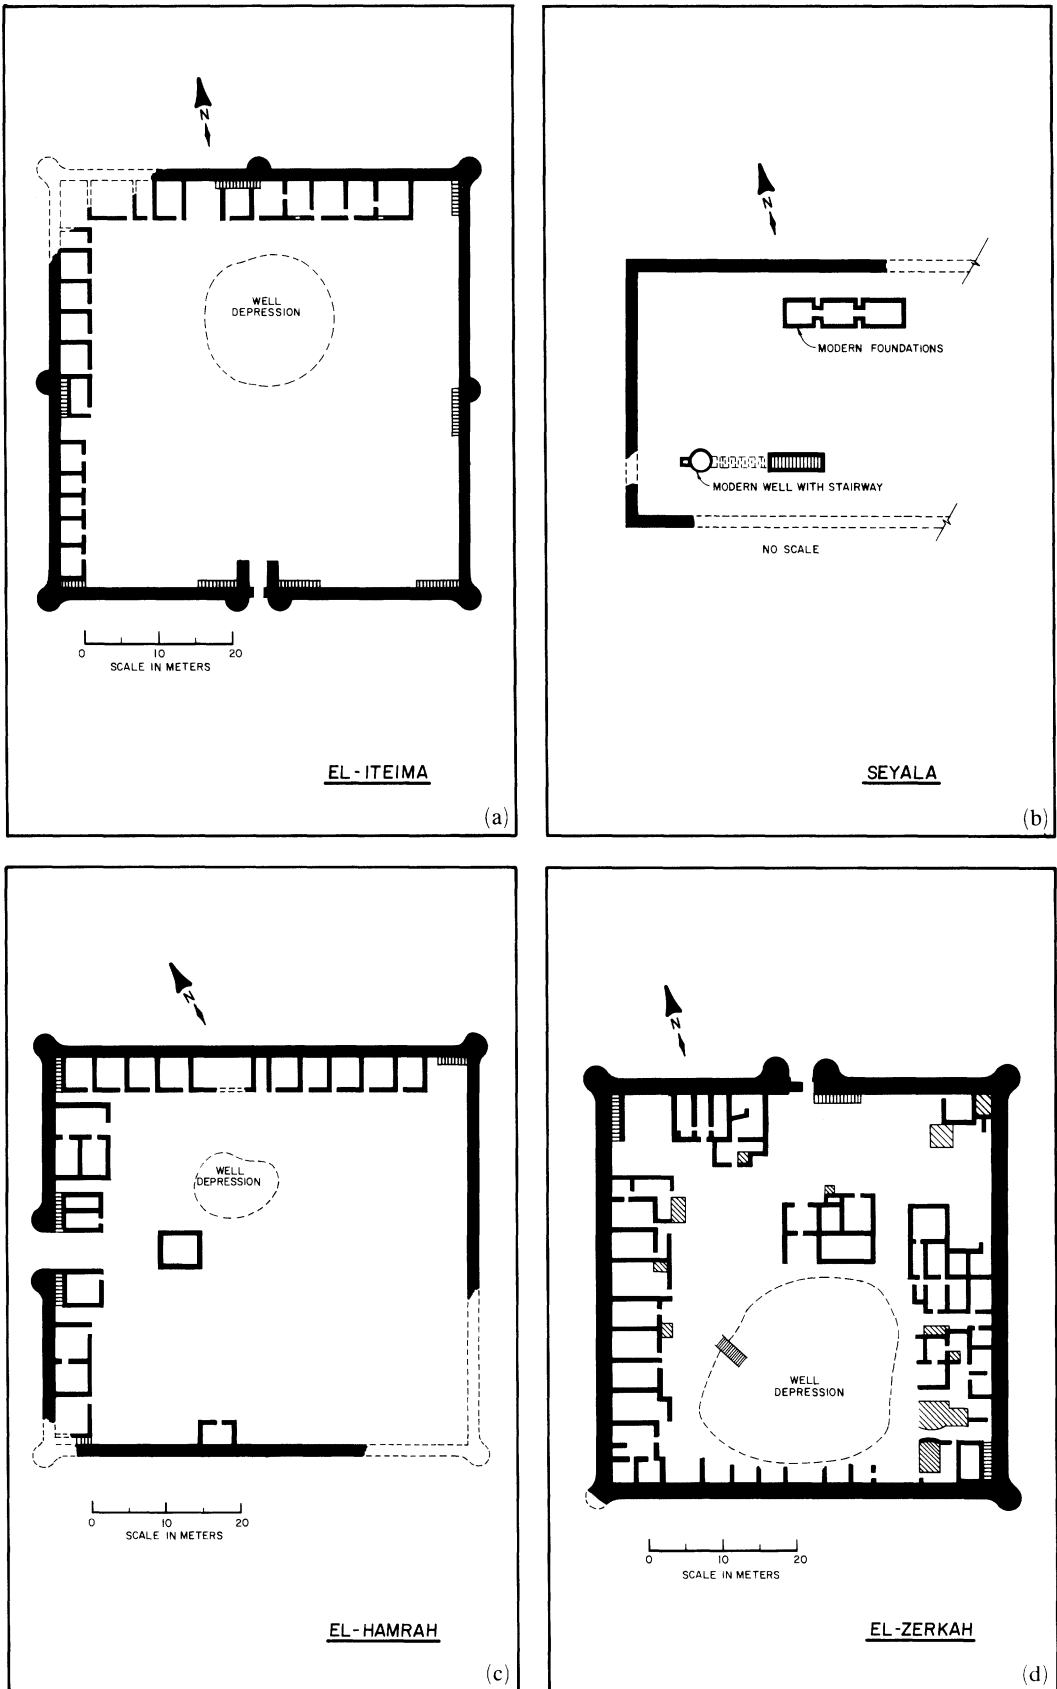 N
WELL
DEPRESSION
0 10 20
SCALE IN METERS
EL-ITEIMA
(a)
N
MODERN FOUNDATIONS
MODERN WELL WITH STAIRWAY
NO SCALE
SEYALA
(b)
N
WELL
DEPRESSION
0 10 20
SCALE IN METERS
EL-HAMRAH
(c)
N
WELL
DEPRESSION
0 10 20
SCALE IN METERS
EL-ZERKAH
(d)